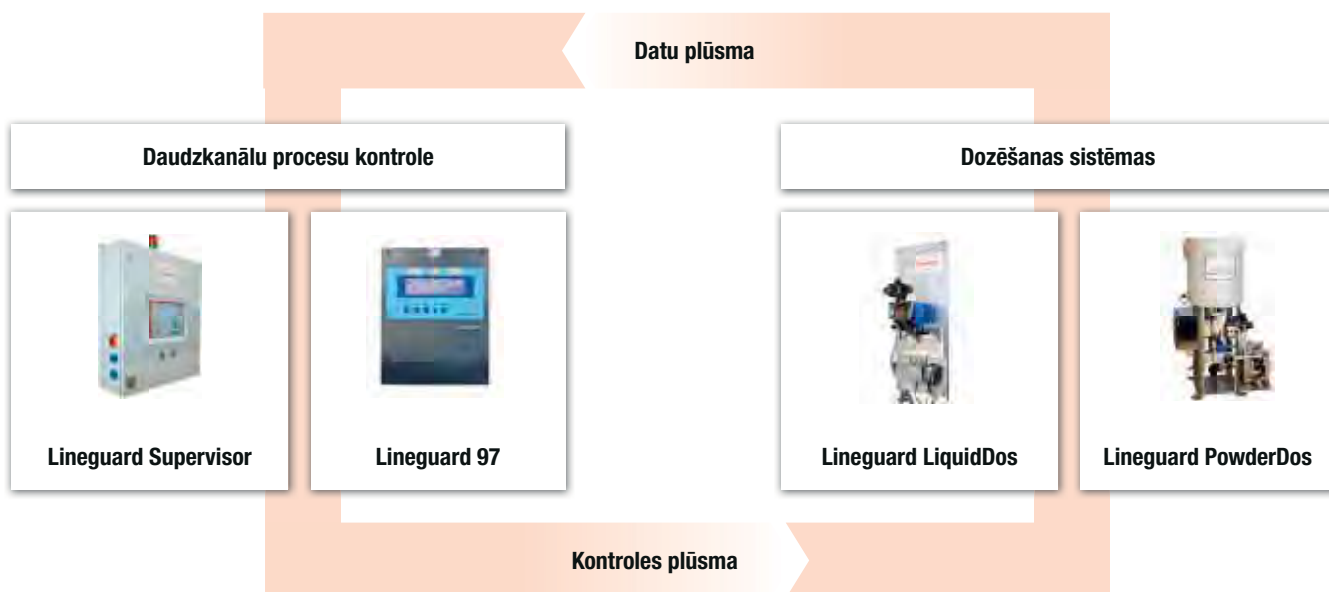 Datu plūsma
Daudzkanālu procesu kontrole
Dozēšanas sistēmas
Lineguard Supervisor
Lineguard 97
Lineguard LiquidDos
Lineguard PowderDos
Kontroles plūsma